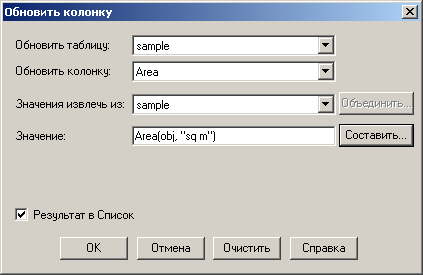 Обновить колонку
Обновить таблицу: sample
Обновить колонку: Area
Значения извлечь из: sample Объединить...
Значение: Area(obj, "sq m") Составить...
Результат в Список
OK Отмена Очистить Справка